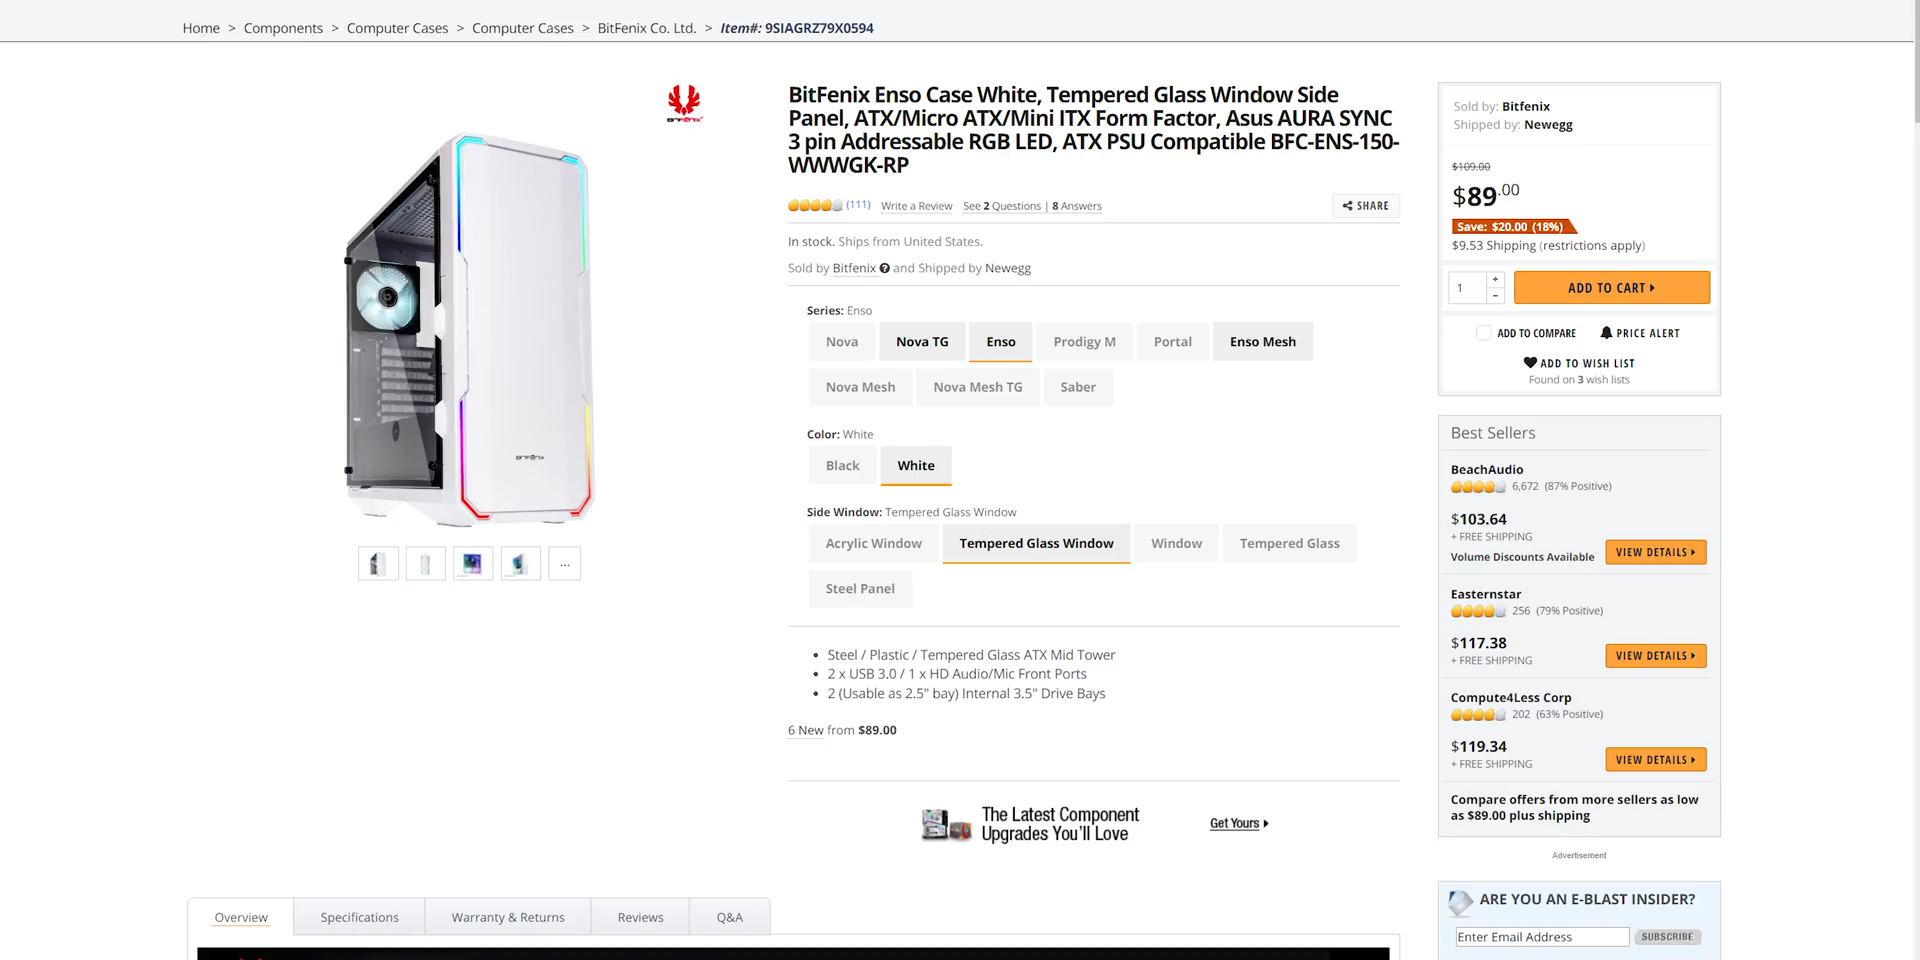 Home > Components > Computer Cases > Computer Cases > BitFenix Co. Ltd. > Item#: 9SIAGRZ79X0594
BITFENIX
BITFENIX
BitFenix Enso Case White, Tempered Glass Window Side
Panel, ATX/Micro ATX/Mini ITX Form Factor, Asus AURA SYNC
3 pin Addressable RGB LED, ATX PSU Compatible BFC-ENS-150-
WWWGK-RP
(111) Write a Review See 2 Questions | 8 Answers
SHARE
In stock. Ships from United States.
Sold by Bitfenix ? and Shipped by Newegg
Series: Enso
Nova Nova TG Enso Prodigy M Portal Enso Mesh
Nova Mesh Nova Mesh TG Saber
Color: White
Black White
Side Window: Tempered Glass Window
Acrylic Window Tempered Glass Window Window Tempered Glass
Steel Panel
• Steel / Plastic / Tempered Glass ATX Mid Tower
• 2 x USB 3.0 / 1 x HD Audio/Mic Front Ports
• 2 (Usable as 2.5" bay) Internal 3.5" Drive Bays
6 New from $89.00
The Latest Component
Upgrades You'll Love
Get Yours
Sold by: Bitfenix
Shipped by: Newegg
$109.00
$89.00
Save: $20.00 (18%)
$9.53 Shipping (restrictions apply)
1 + −
ADD TO CART
ADD TO COMPARE PRICE ALERT
ADD TO WISH LIST
Found on 3 wish lists
Best Sellers
BeachAudio
6,672 (87% Positive)
$103.64
+ FREE SHIPPING
Volume Discounts Available
VIEW DETAILS
Easternstar
256 (79% Positive)
$117.38
+ FREE SHIPPING
VIEW DETAILS
Compute4Less Corp
202 (63% Positive)
$119.34
+ FREE SHIPPING
VIEW DETAILS
Compare offers from more sellers as low
as $89.00 plus shipping
Advertisement
ARE YOU AN E-BLAST INSIDER?
Enter Email Address SUBSCRIBE
Overview Specifications Warranty & Returns Reviews Q&A